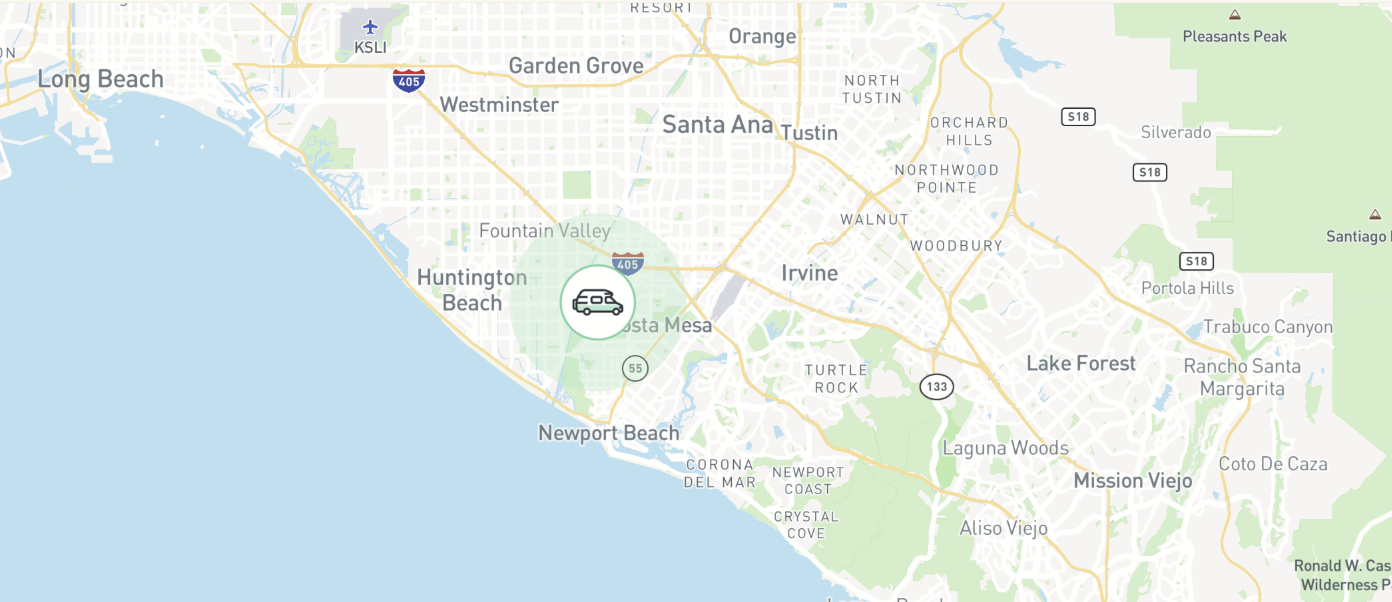 RESORT
KSLI
Orange
Pleasants Peak
Long Beach
405
Garden Grove
Westminster
NORTH
TUSTIN
Santa Ana
Tustin
S18
ORCHARD
HILLS
Silverado
S18
NORTHWOOD
POINTE
WALNUT
Fountain Valley
Santiago
WOODBURY
405
S18
Huntington
Beach
Irvine
Portola Hills
osta Mesa
Trabuco Canyon
55
TURTLE
ROCK
133
Lake Forest
Rancho Santa
Margarita
Newport Beach
Laguna Woods
CORONA
DEL MAR
NEWPORT
COAST
Mission Viejo
Coto De Caza
CRYSTAL
COVE
Aliso Viejo
Ronald W. Cas
Wilderness P